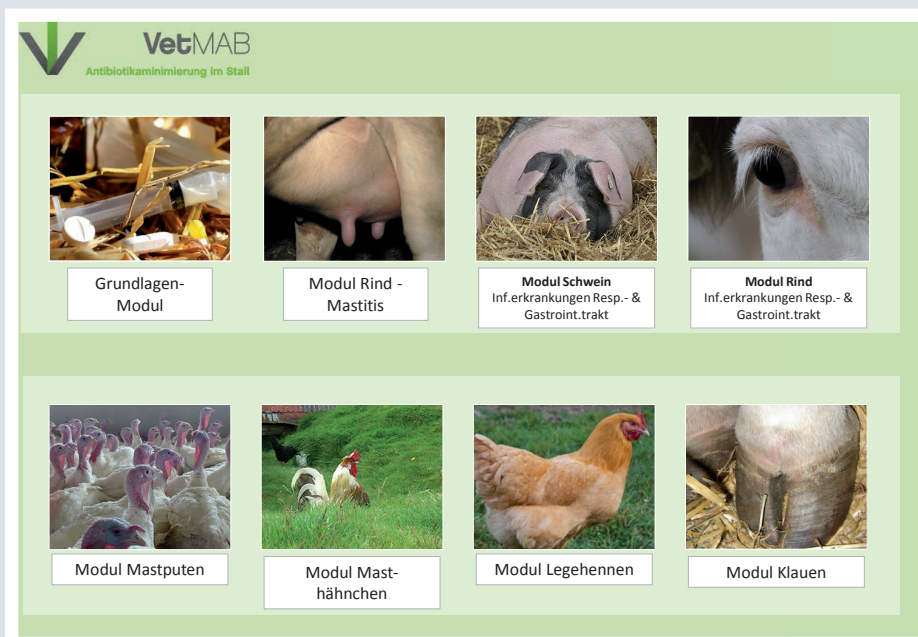 VetMAB
Antibiotikaminimierung im Stall
Grundlagen-
Modul
Modul Rind -
Mastitis
Modul Schwein
Inf.erkrankungen Resp.- &
Gastroint.trakt
Modul Rind
Inf.erkrankungen Resp.- &
Gastroint.trakt
Modul Mastputen
Modul Mast-
hähnchen
Modul Legehennen
Modul Klauen